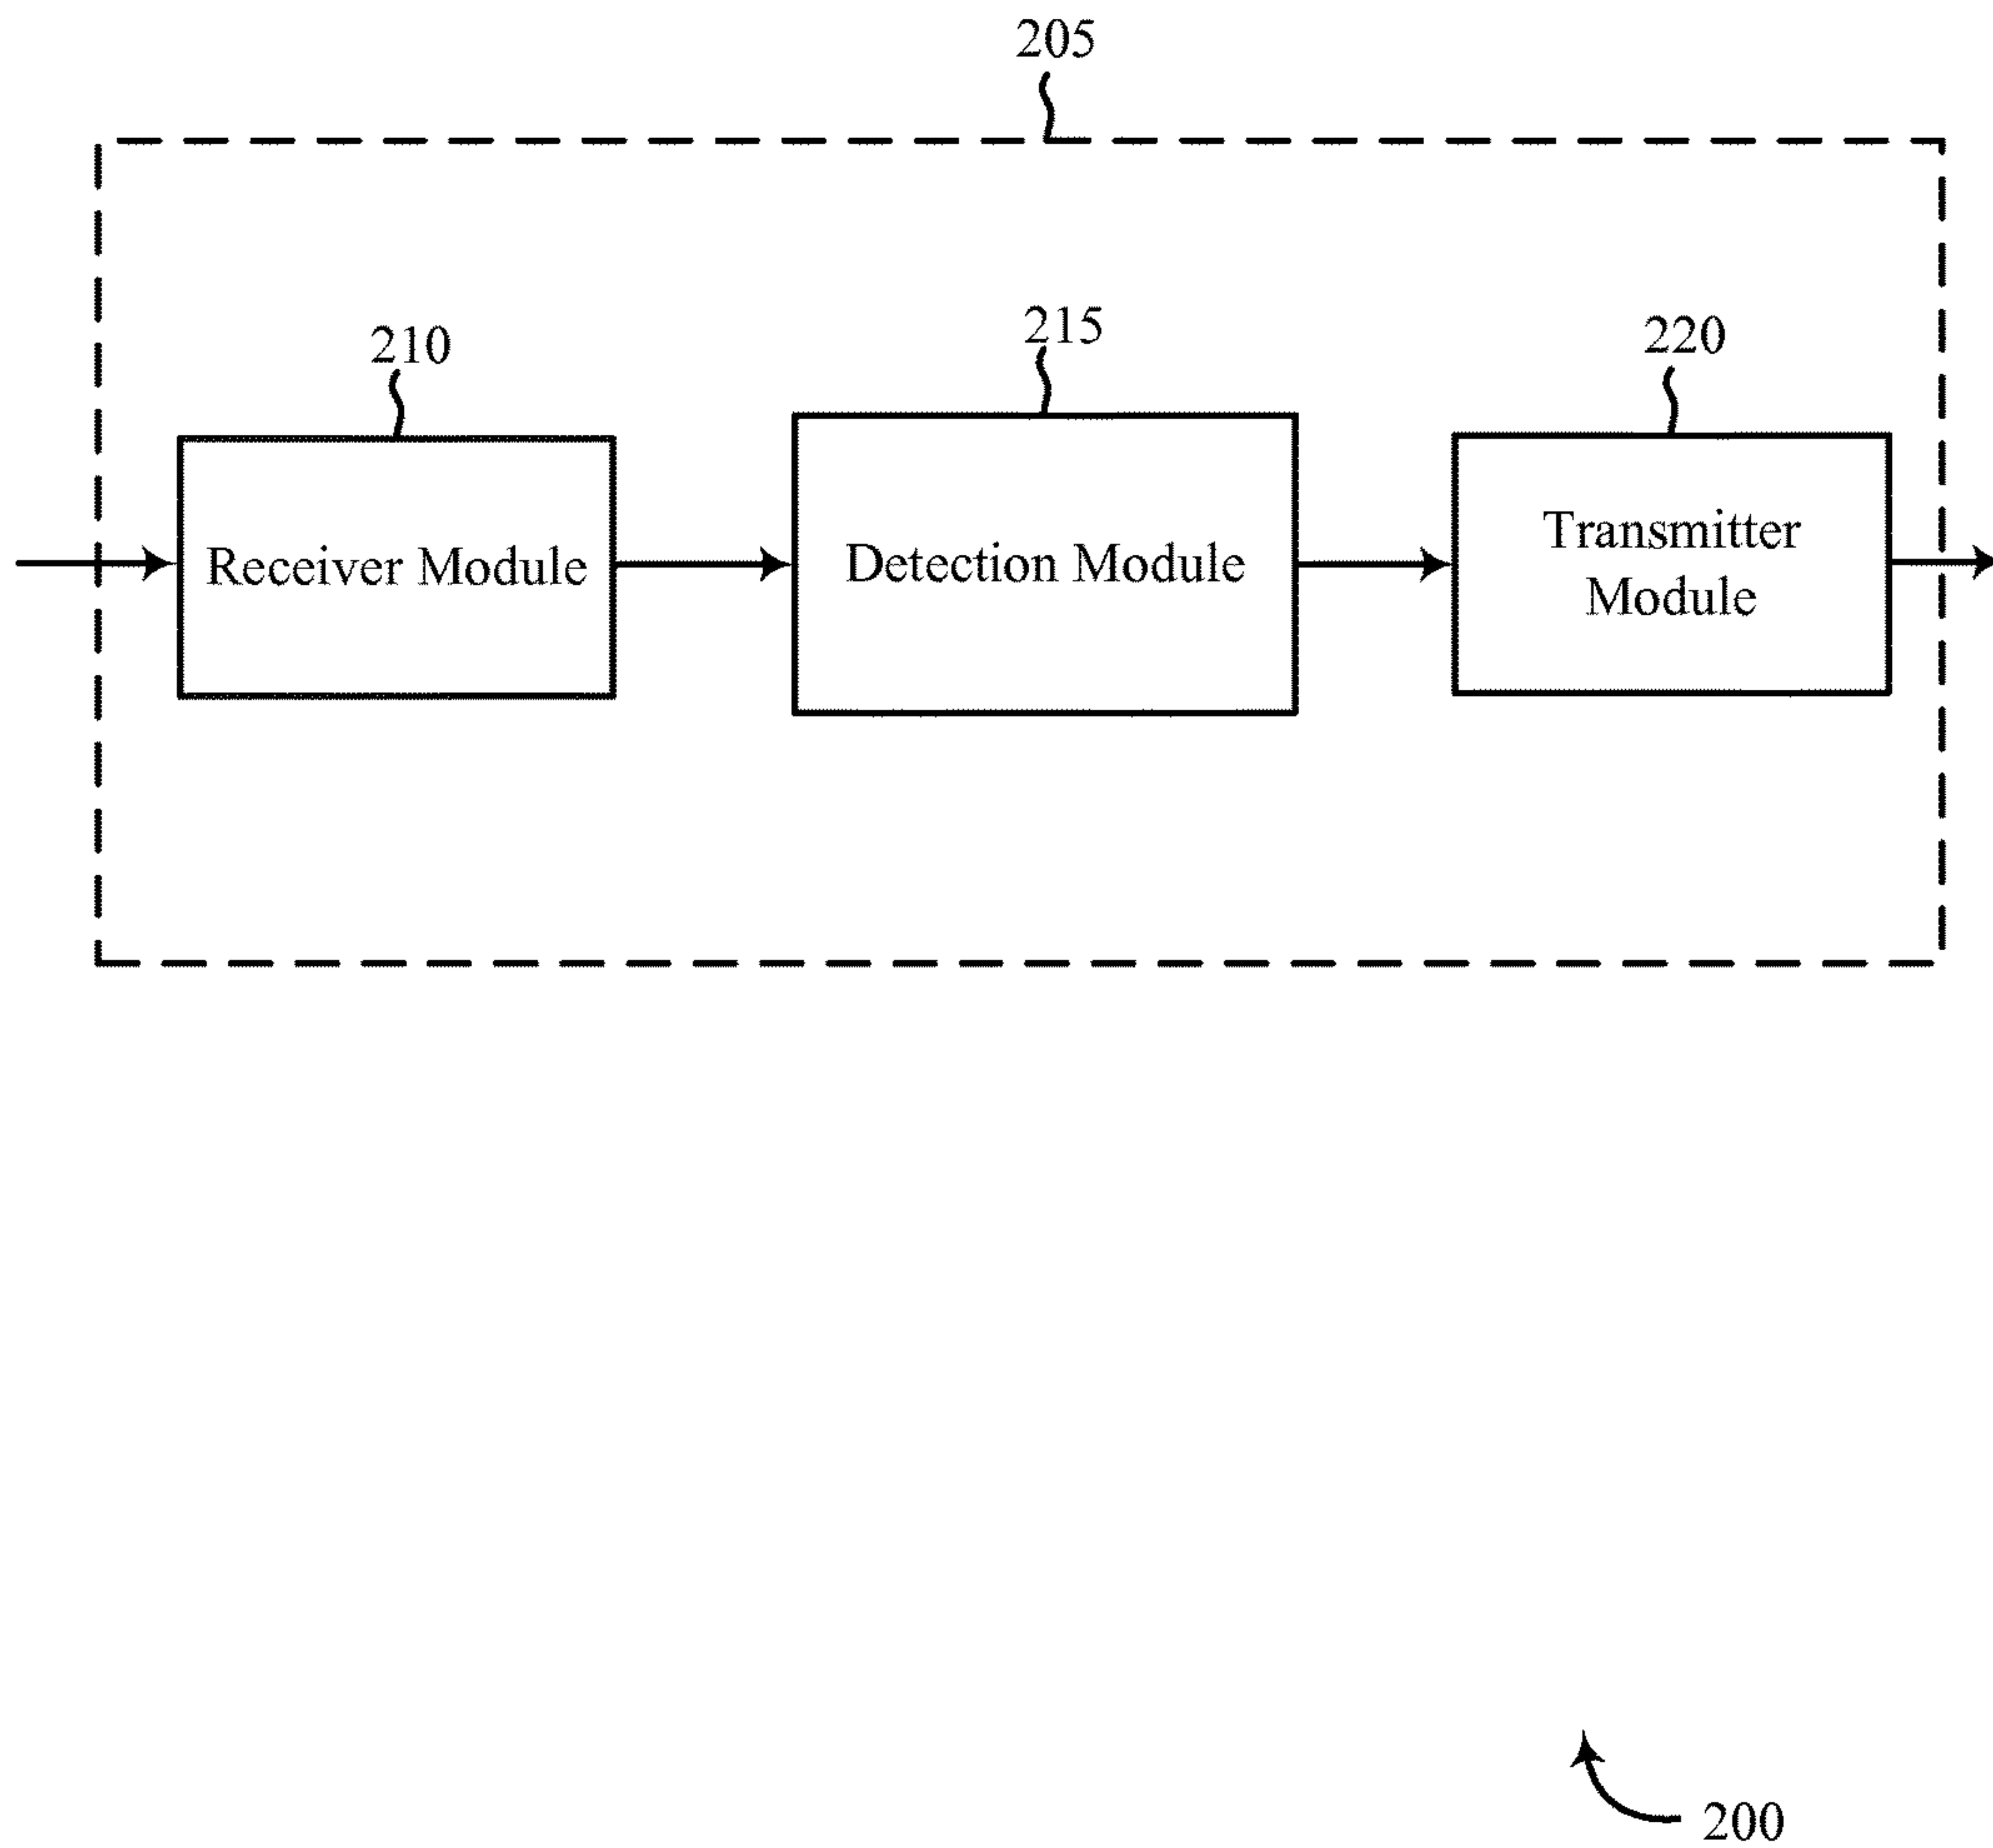 205
210
215
220
Receiver Module
Detection Module
Transmitter
Module
200